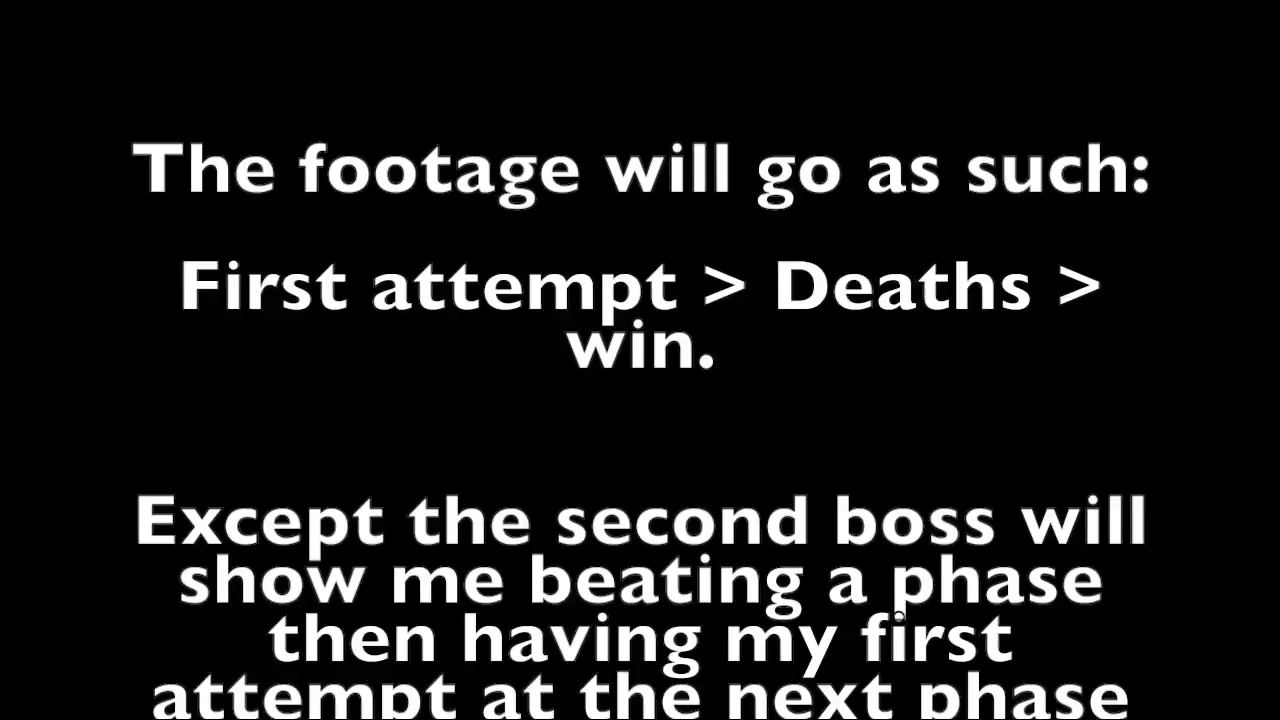 The footage will go as such:
First attempt > Deaths >
win.
Except the second boss will
show me beating a phase
then having my first
attempt at the next phase